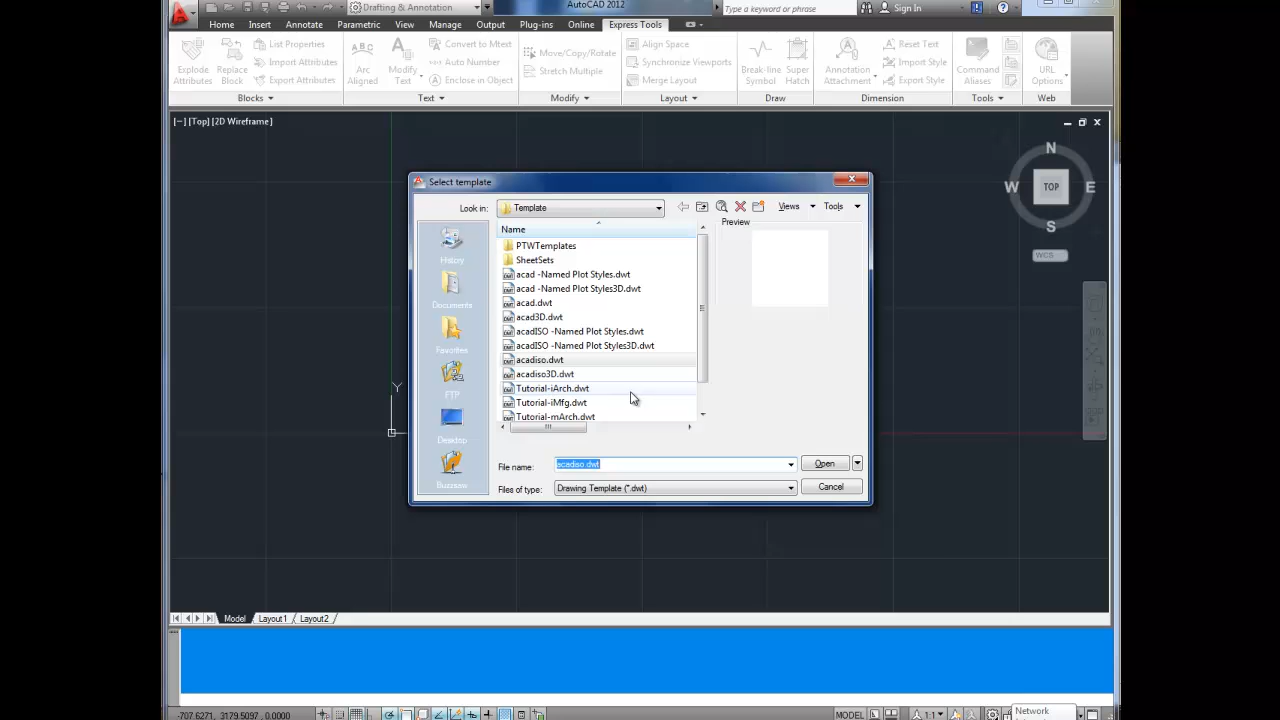 Drafting & Annotation
AutoCAD 2012
Type a keyword or phrase
Sign In
Home Insert Annotate Parametric View Manage Output Plug-ins Online Express Tools
Explode Attributes
Replace Block
List Properties
Import Attributes
Export Attributes
Arc Aligned
Modify Text
Convert to Mtext
Auto Number
Enclose in Object
Move/Copy/Rotate
Stretch Multiple
Align Space
Synchronize Viewports
Merge Layout
Break-line Symbol
Super Hatch
Annotation Attachment
Reset Text
Import Style
Export Style
Command Aliases
URL Options
Blocks Text Modify Layout Draw Dimension Tools Web
[−] [Top] [2D Wireframe]
N
W TOP E
S
WCS
Select template
Look in: Template
Views Tools
Name
Preview
PTWTemplates
SheetSets
acad -Named Plot Styles.dwt
acad -Named Plot Styles3D.dwt
acad.dwt
acad3D.dwt
acadISO -Named Plot Styles.dwt
acadISO -Named Plot Styles3D.dwt
acadiso.dwt
acadiso3D.dwt
Tutorial-iArch.dwt
Tutorial-iMfg.dwt
Tutorial-mArch.dwt
History
Documents
Favorites
FTP
Desktop
Buzzsaw
File name: acadiso.dwt Open
Files of type: Drawing Template (*.dwt) Cancel
Y
Model Layout1 Layout2
-707.6271, 3179.5097, 0.0000
MODEL 1:1
Network